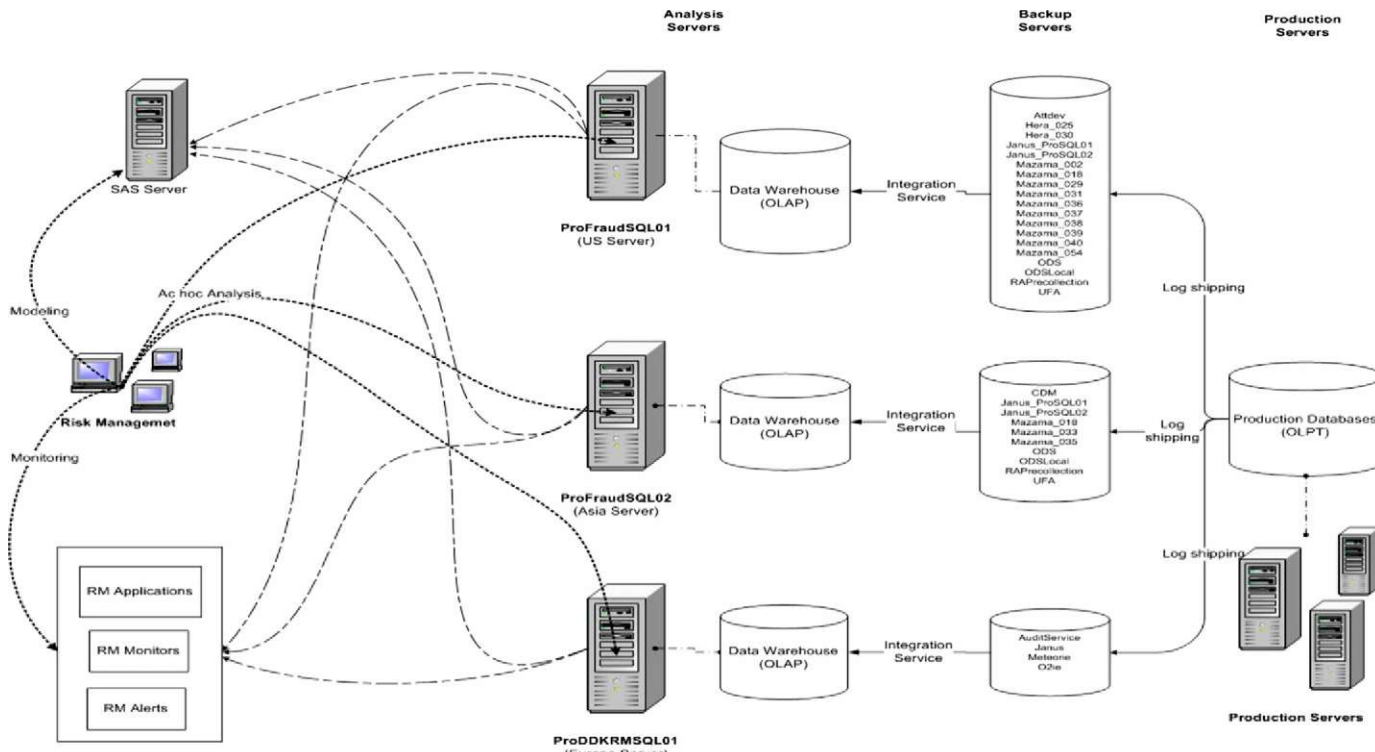 Analysis
Servers
Backup
Servers
Production
Servers
SAS Server
ProFraudSQL01
(US Server)
Data Warehouse
(OLAP)
Integration
Service
Attdev
Hera_025
Hera_030
Janus_ProSQL01
Janus_ProSQL02
Mazama_002
Mazama_018
Mazama_029
Mazama_031
Mazama_036
Mazama_037
Mazama_038
Mazama_039
Mazama_040
Mazama_054
ODS
ODSLocal
RAPrecollection
UFA
Log shipping
Modeling
Ac hoc Analysis
Risk Managemet
Monitoring
ProFraudSQL02
(Asia Server)
Data Warehouse
(OLAP)
Integration
Service
CDM
Janus_ProSQL01
Janus_ProSQL02
Mazama_018
Mazama_033
Mazama_035
ODS
ODSLocal
RAPrecollection
UFA
Log
shipping
Production Databases
(OLPT)
Log shipping
RM Applications
RM Monitors
RM Alerts
ProDDKRMSQL01
(Europe Server)
Data Warehouse
(OLAP)
Integration
Service
AuditService
Janus
Meteorie
O2ie
Production Servers